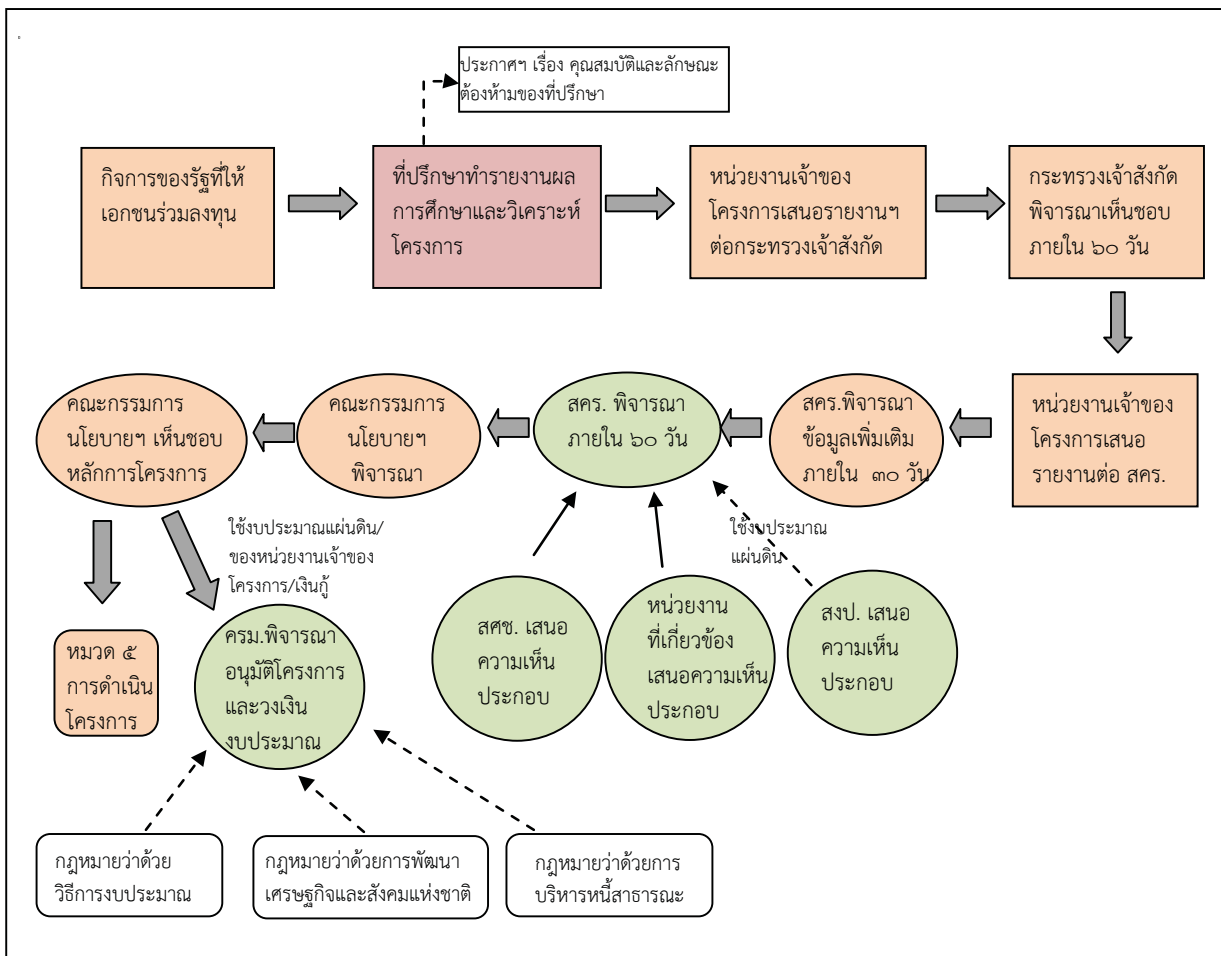 ประกาศฯ เรื่อง คุณสมบัติและลักษณะ
ต้องห้ามของที่ปรึกษา
กิจการของรัฐที่ให้
เอกชนร่วมลงทุน
ที่ปรึกษาทำรายงานผล
การศึกษาและวิเคราะห์
โครงการ
หน่วยงานเจ้าของ
โครงการเสนอรายงานฯ
ต่อกระทรวงเจ้าสังกัด
กระทรวงเจ้าสังกัด
พิจารณาเห็นชอบ
ภายใน ๖๐ วัน
หน่วยงานเจ้าของ
โครงการเสนอ
รายงานต่อ สคร.
สคร.พิจารณา
ข้อมูลเพิ่มเติม
ภายใน ๓๐ วัน
สคร. พิจารณา
ภายใน ๖๐ วัน
คณะกรรมการ
นโยบายฯ
พิจารณา
คณะกรรมการ
นโยบายฯ เห็นชอบ
หลักการโครงการ
ใช้งบประมาณแผ่นดิน/
ของหน่วยงานเจ้าของ
โครงการ/เงินกู้
ใช้งบประมาณ
แผ่นดิน
หมวด ๕
การดำเนิน
โครงการ
ครม.พิจารณา
อนุมัติโครงการ
และวงเงิน
งบประมาณ
สศช. เสนอ
ความเห็น
ประกอบ
หน่วยงาน
ที่เกี่ยวข้อง
เสนอความเห็น
ประกอบ
สงป. เสนอ
ความเห็น
ประกอบ
กฎหมายว่าด้วย
วิธีการงบประมาณ
กฎหมายว่าด้วยการพัฒนา
เศรษฐกิจและสังคมแห่งชาติ
กฎหมายว่าด้วยการ
บริหารหนี้สาธารณะ